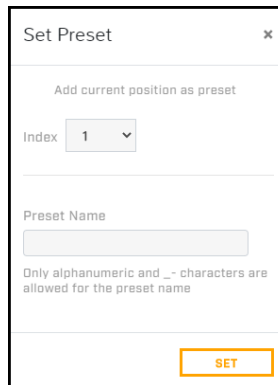 Set Preset ×
Add current position as preset
Index 1
Preset Name
Only alphanumeric and _- characters are
allowed for the preset name
SET